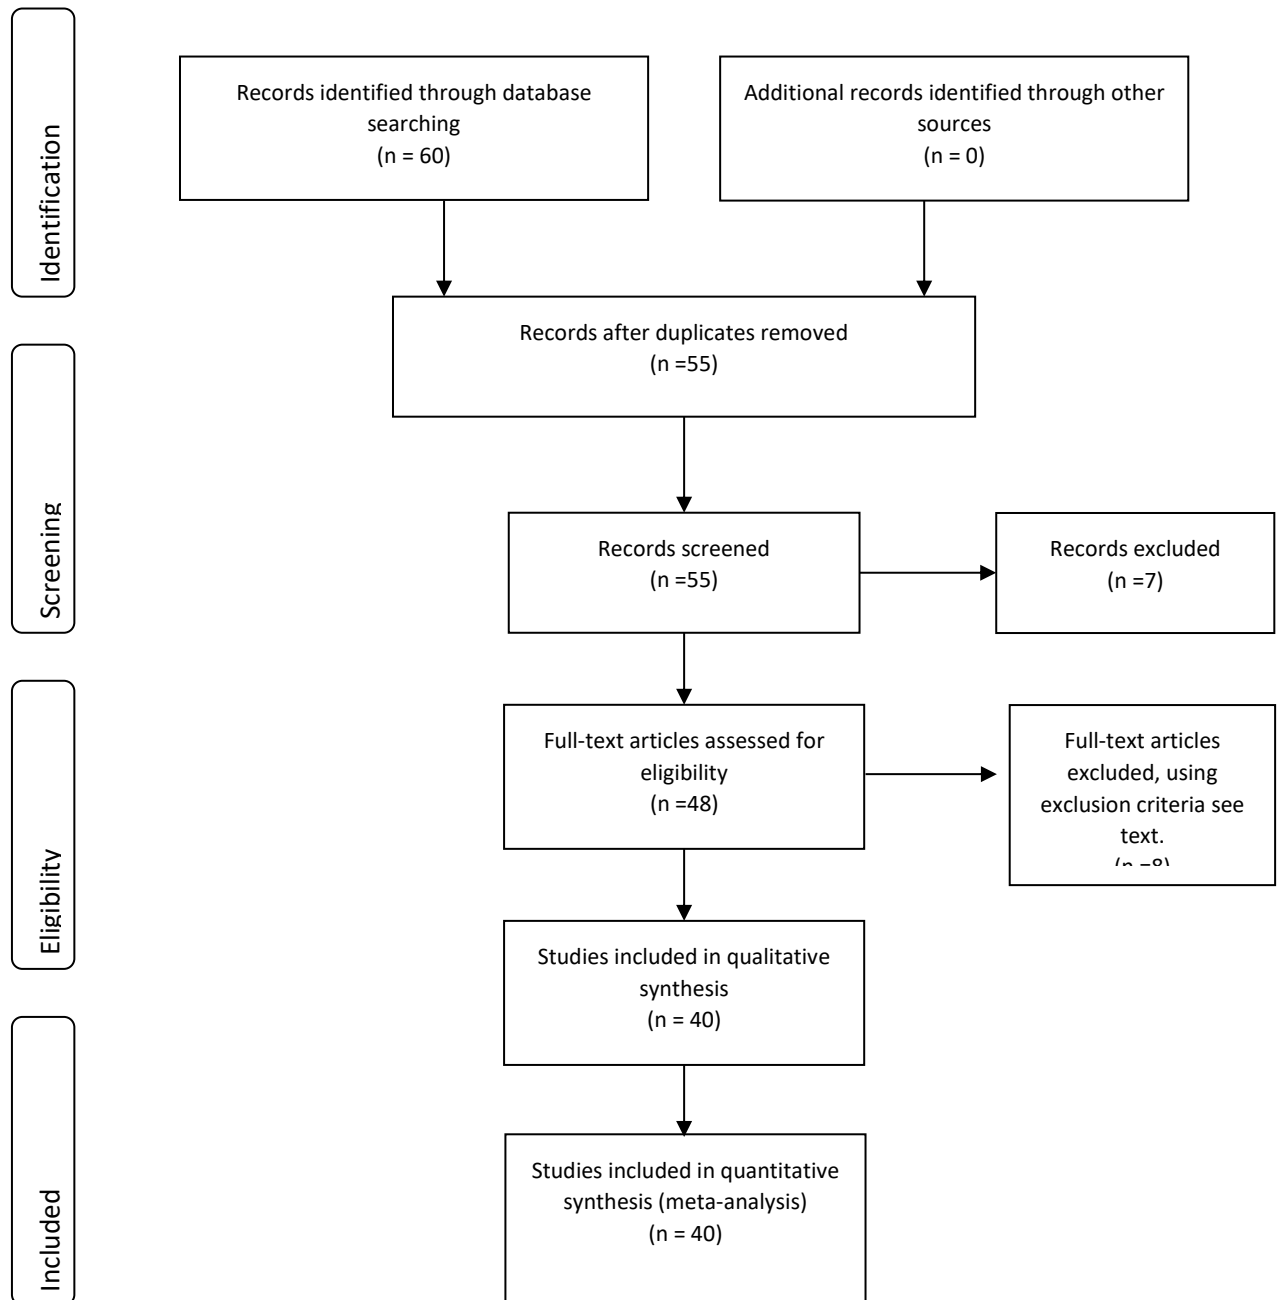 Identification
Records identified through database
searching
(n = 60)
Additional records identified through other
sources
(n = 0)
Records after duplicates removed
(n =55)
Screening
Records screened
(n =55)
Records excluded
(n =7)
Eligibility
Full-text articles assessed for
eligibility
(n =48)
Full-text articles
excluded, using
exclusion criteria see
text.
(n =8)
Studies included in qualitative
synthesis
(n = 40)
Included
Studies included in quantitative
synthesis (meta-analysis)
(n = 40)